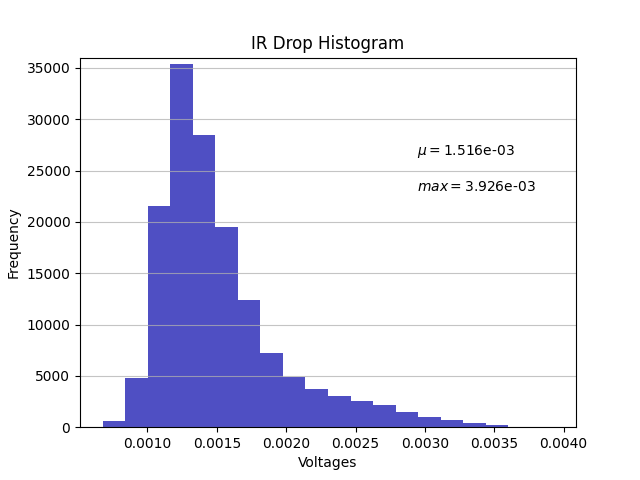 IR Drop Histogram
35000
30000
25000
20000
15000
10000
5000
0
Frequency
μ = 1.516e-03
max = 3.926e-03
0.0010 0.0015 0.0020 0.0025 0.0030 0.0035 0.0040
Voltages